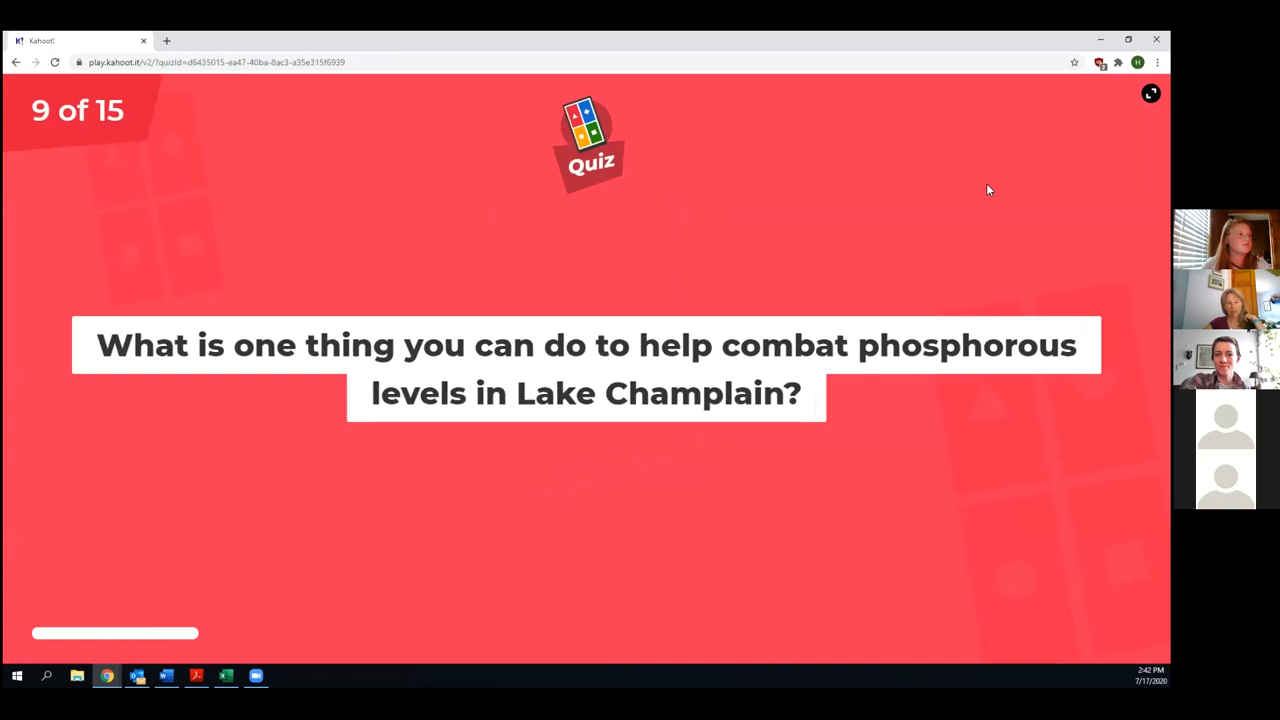 Kahoot!
play.kahoot.it/v2/?quizId=d6435015-ea47-40ba-8ac3-a35e315f6939
9 of 15
Quiz
What is one thing you can do to help combat phosphorous
levels in Lake Champlain?
2:42 PM
7/17/2020